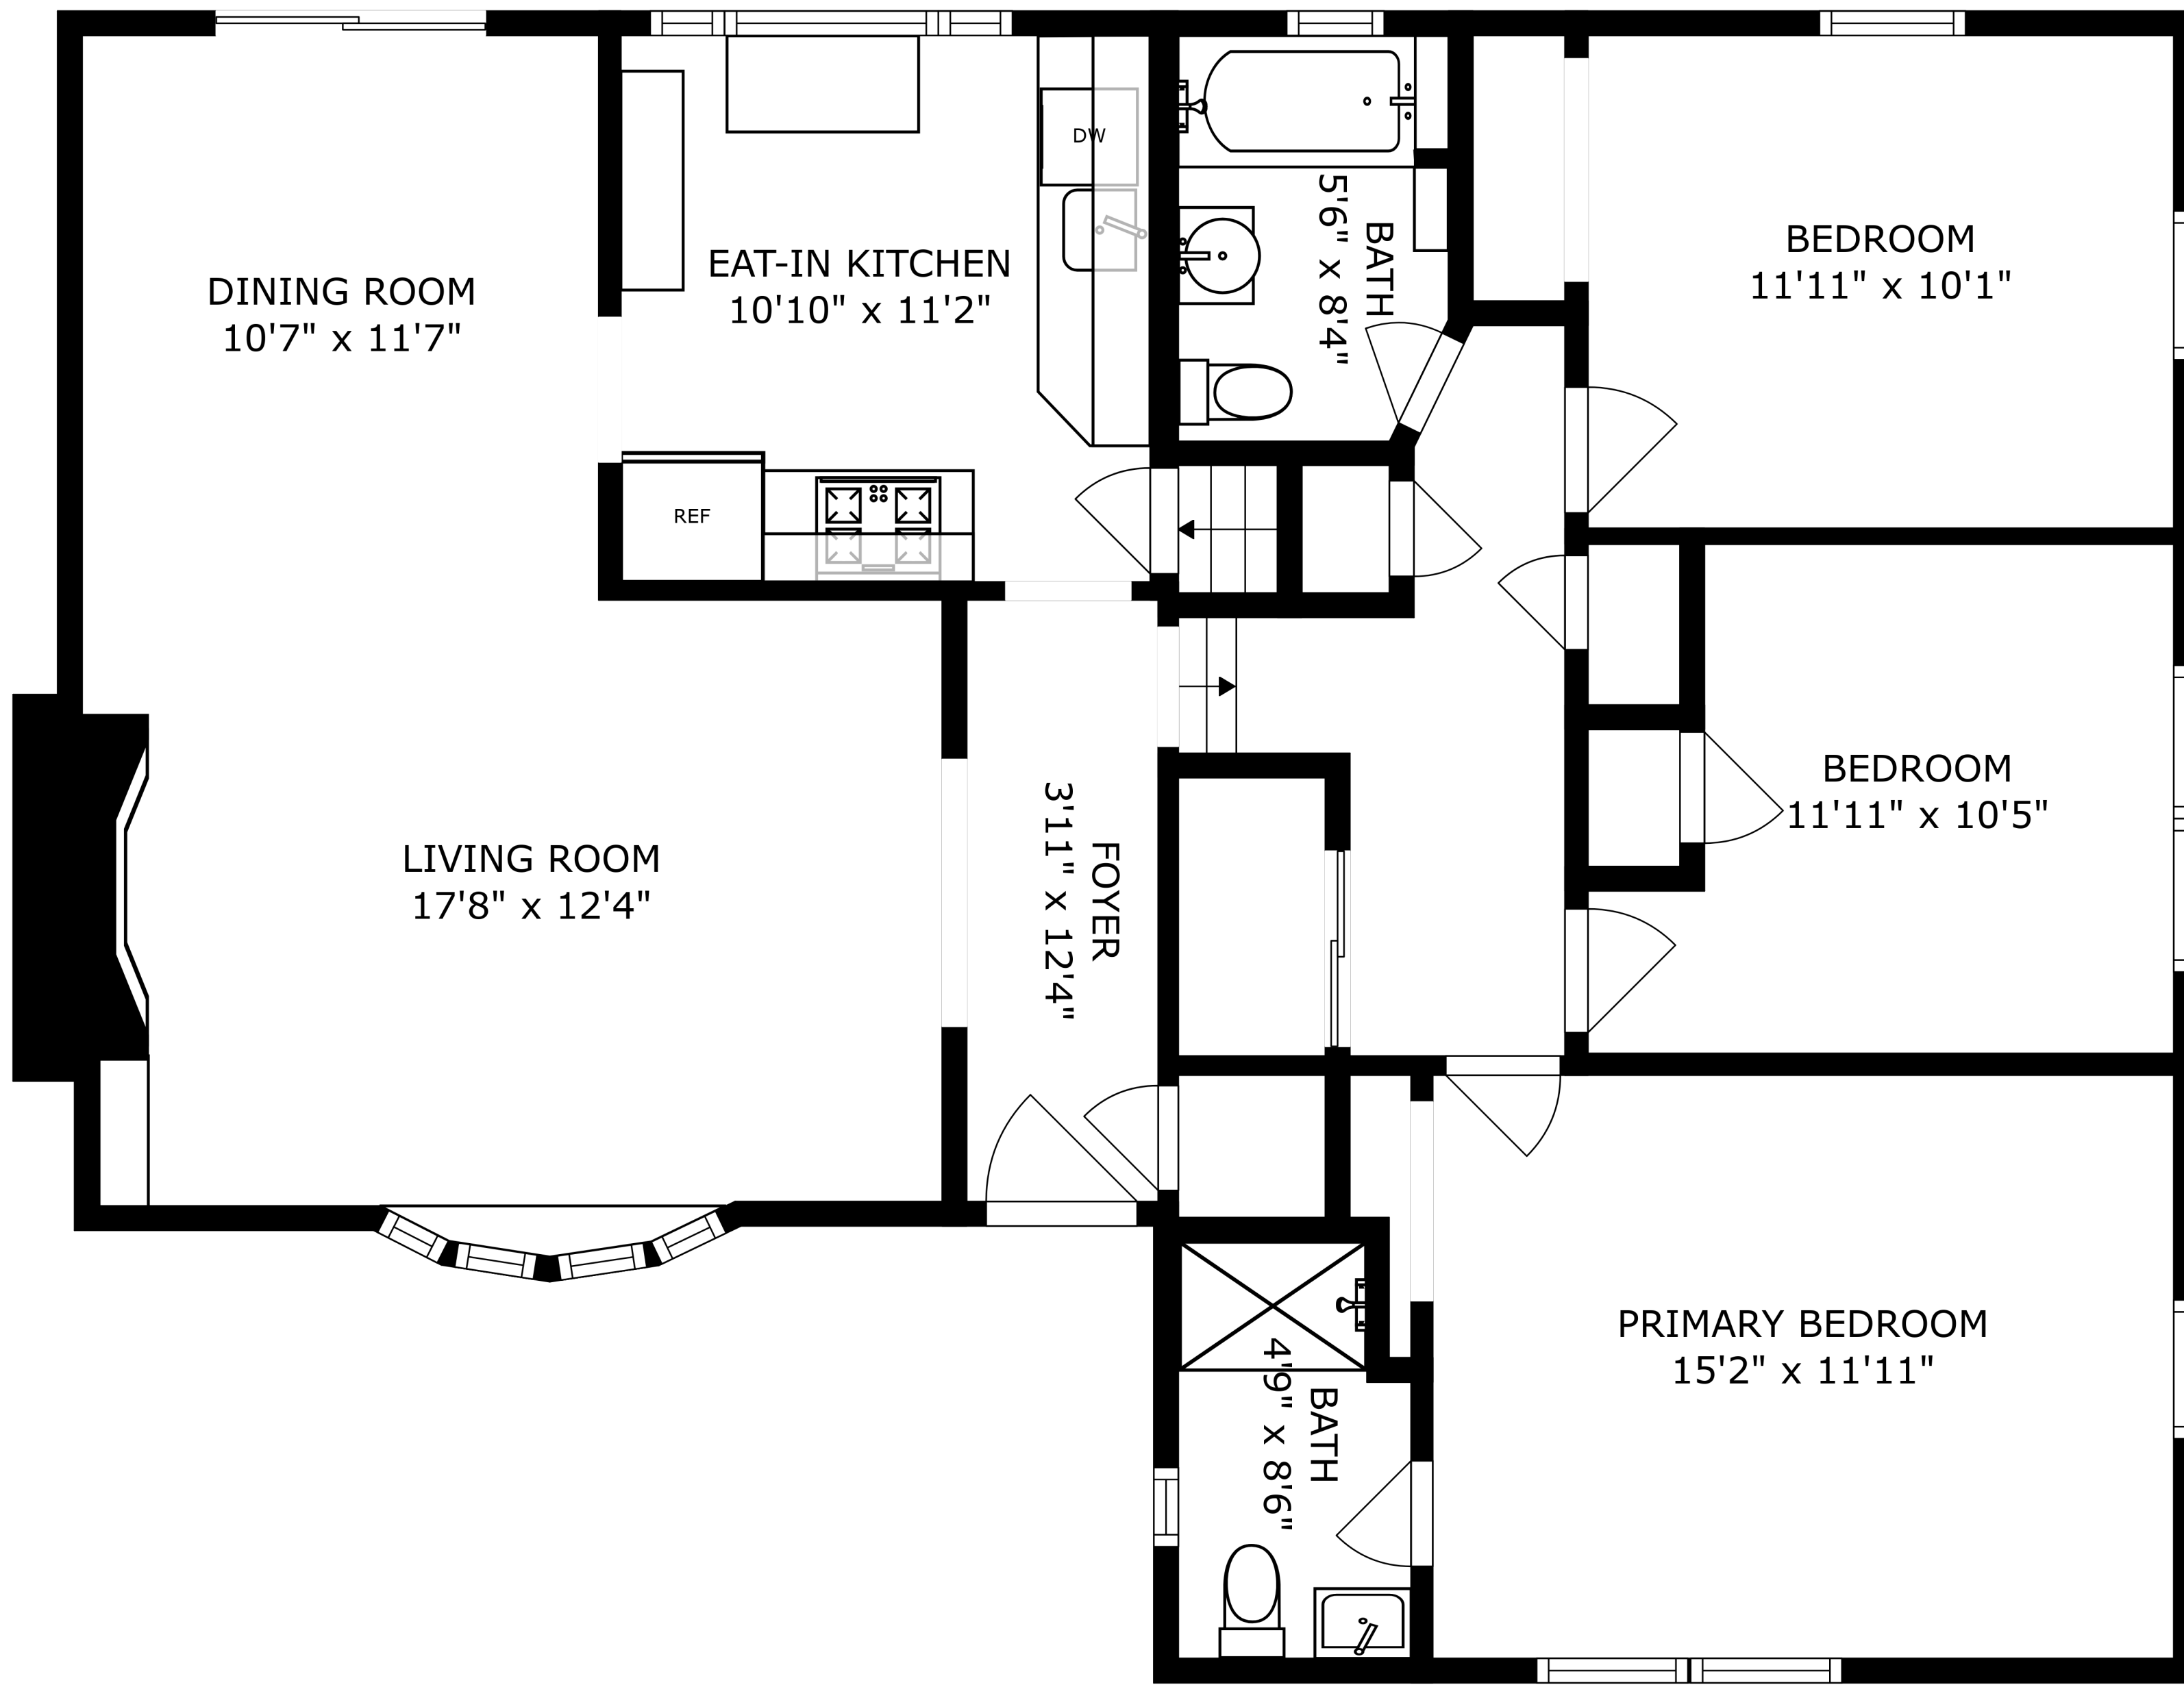 DINING ROOM
10'7" x 11'7"
EAT-IN KITCHEN
10'10" x 11'2"
DW
REF
BATH
5'6" x 8'4"
BEDROOM
11'11" x 10'1"
BEDROOM
11'11" x 10'5"
LIVING ROOM
17'8" x 12'4"
FOYER
3'11" x 12'4"
PRIMARY BEDROOM
15'2" x 11'11"
BATH
4'9" x 8'6"